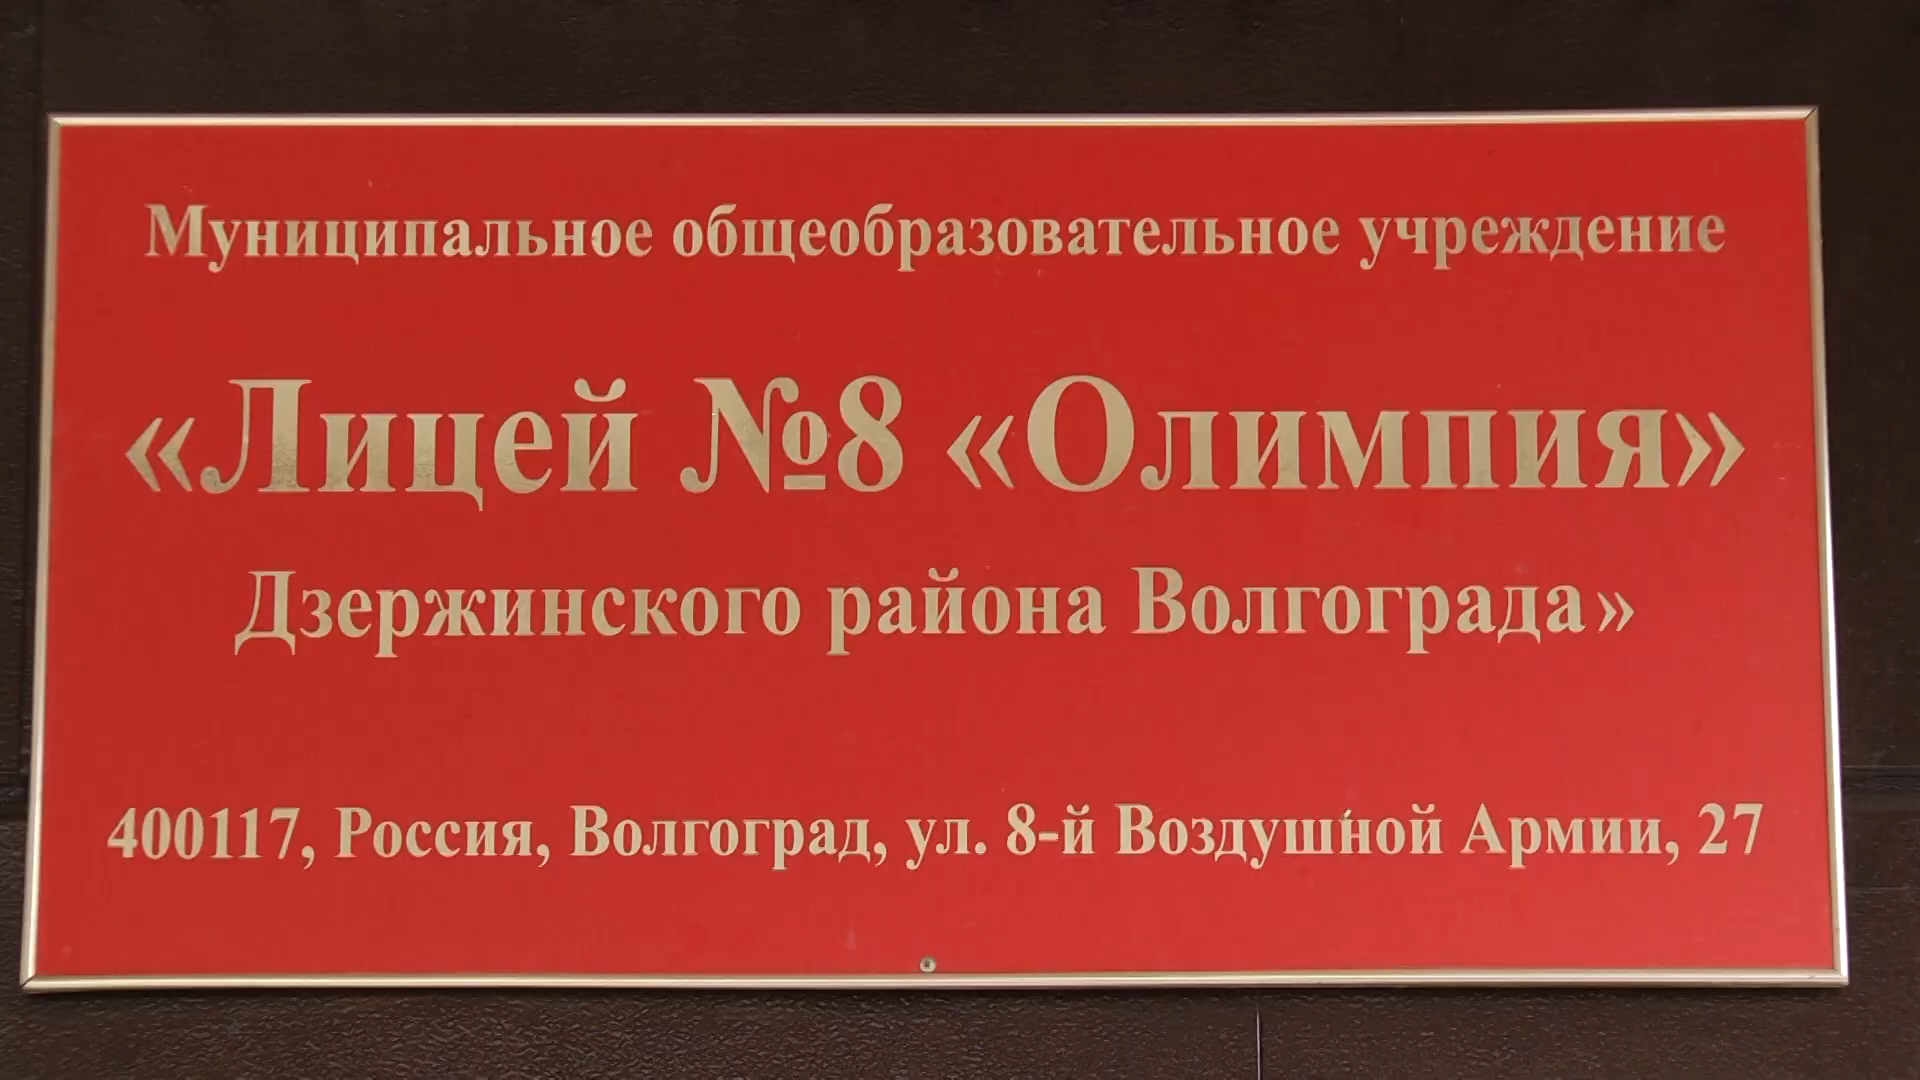 Муниципальное общеобразовательное учреждение
«Лицей №8 «Олимпия»
Дзержинского района Волгограда»
400117, Россия, Волгоград, ул. 8-й Воздушной Армии, 27